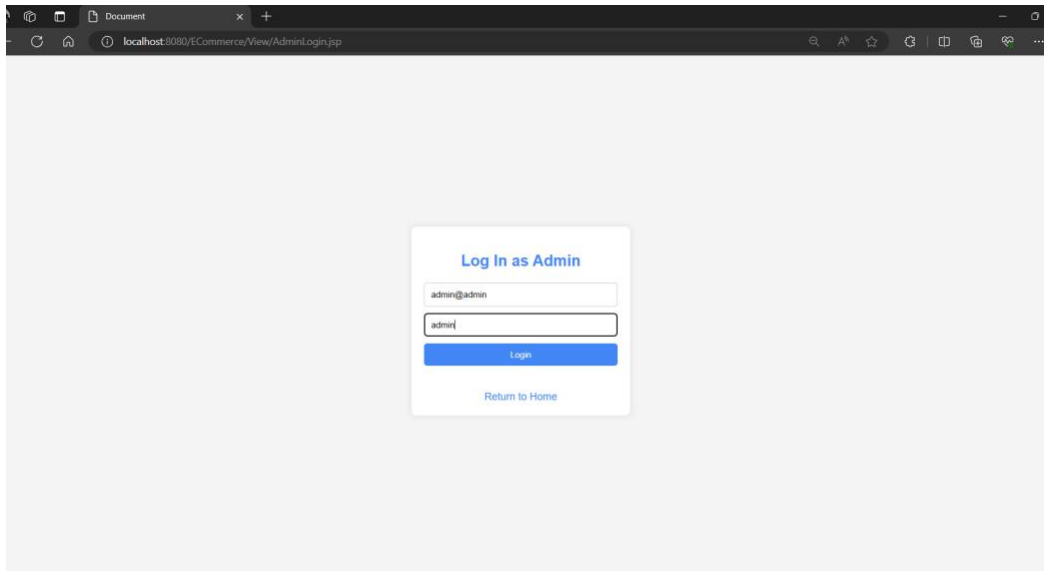 Document
localhost:8080/ECommerce/View/AdminLogin.jsp
Log In as Admin
admin@admin
admin
Login
Return to Home